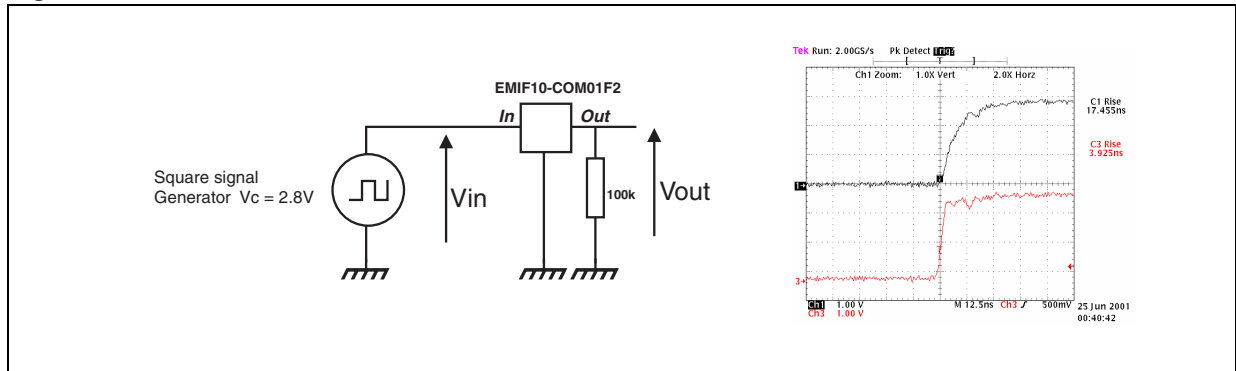 EMIF10-COM01F2
In Out
Square signal
Generator Vc = 2.8V
Vin
100k
Vout
Tek Run: 2.00GS/s Pk Detect Trig?
Ch1 Zoom: 1.0X Vert 2.0X Horz
C1 Rise
17.455ns
C3 Rise
3.925ns
1
3
Ch1 1.00 V M 12.5ns Ch3 500mV
Ch3 1.00 V
25 Jun 2001
00:40:42